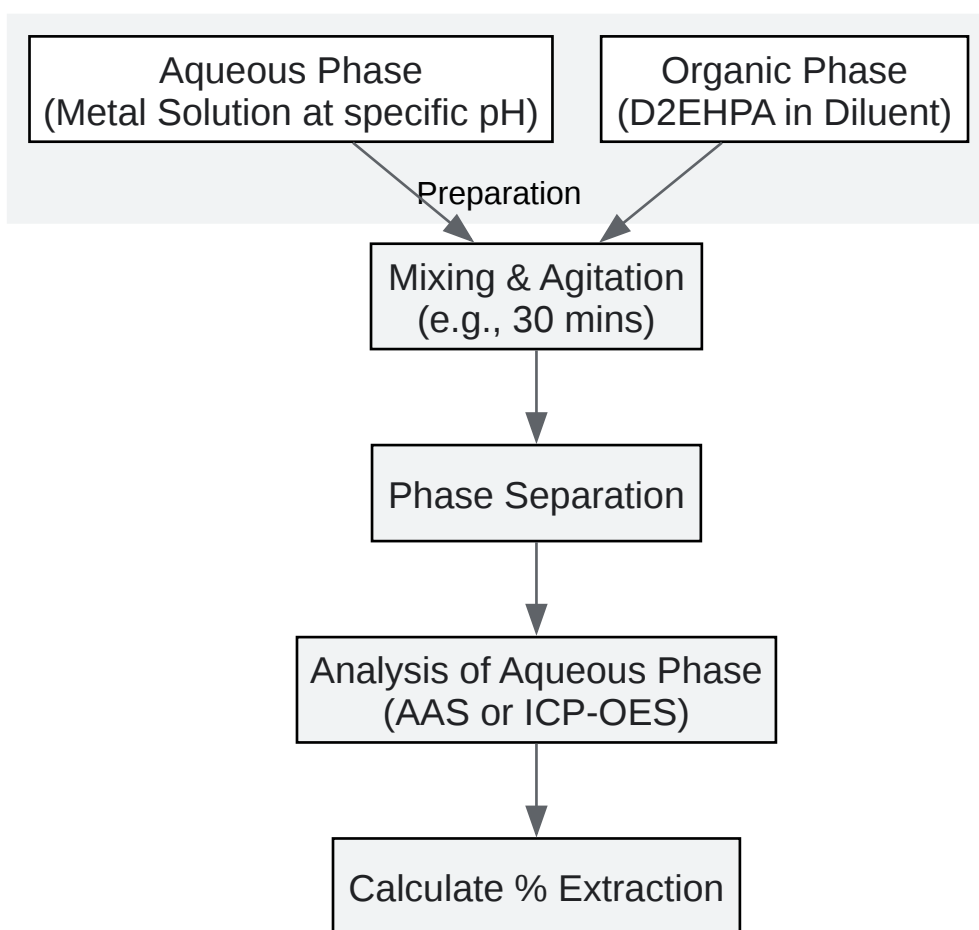 Aqueous Phase
(Metal Solution at specific pH)
Organic Phase
(D2EHPA in Diluent)
Preparation
Mixing & Agitation
(e.g., 30 mins)
Phase Separation
Analysis of Aqueous Phase
(AAS or ICP-OES)
Calculate % Extraction